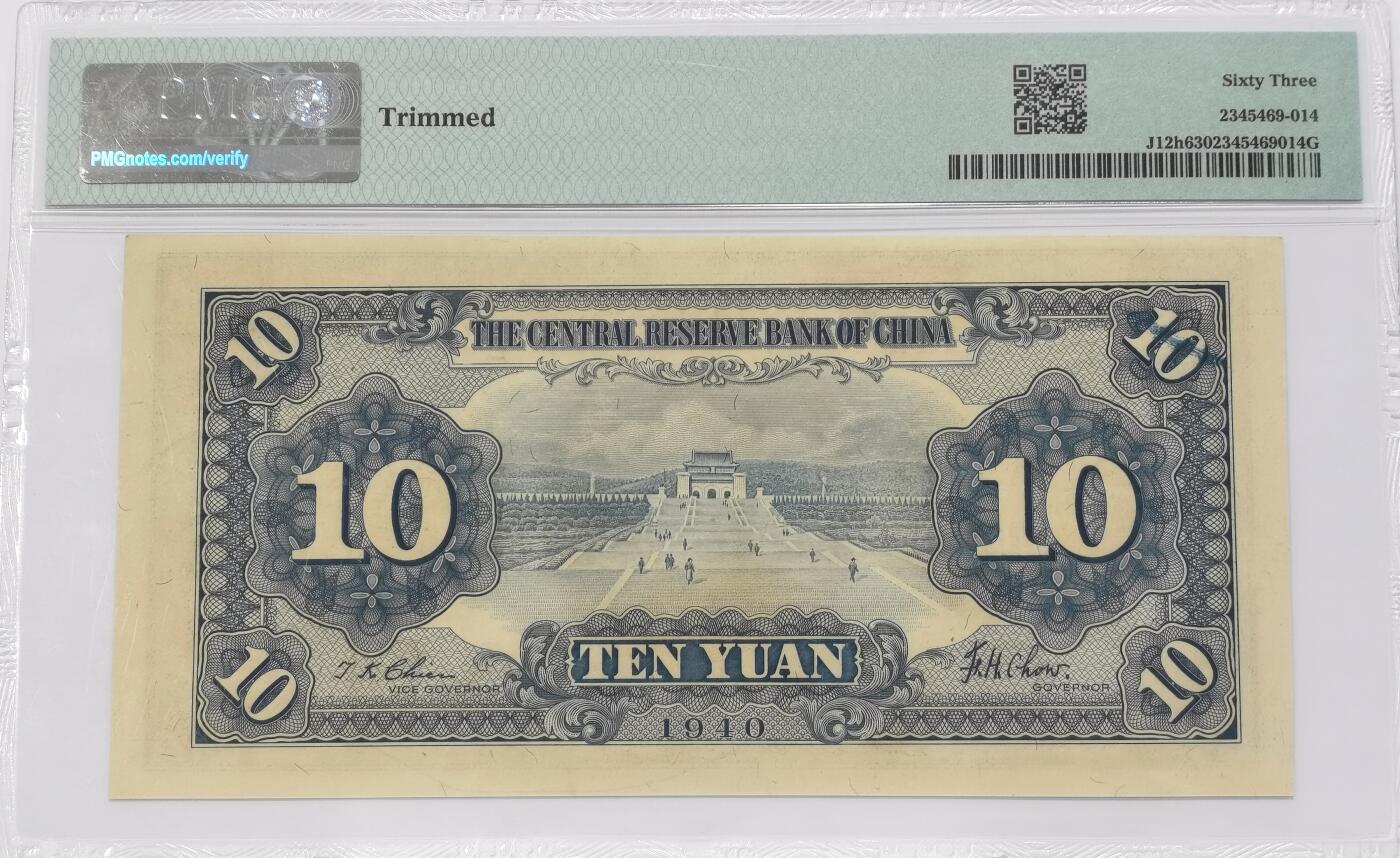 PMG
PMGnotes.com/verify
PMG
Trimmed
Sixty Three
2345469-014
J12h6302345469014G
10
10
THE CENTRAL RESERVE BANK OF CHINA
10
10
TEN YUAN
10
10
T K Chien
VICE GOVERNOR
F.H.Chow.
GOVERNOR
1940